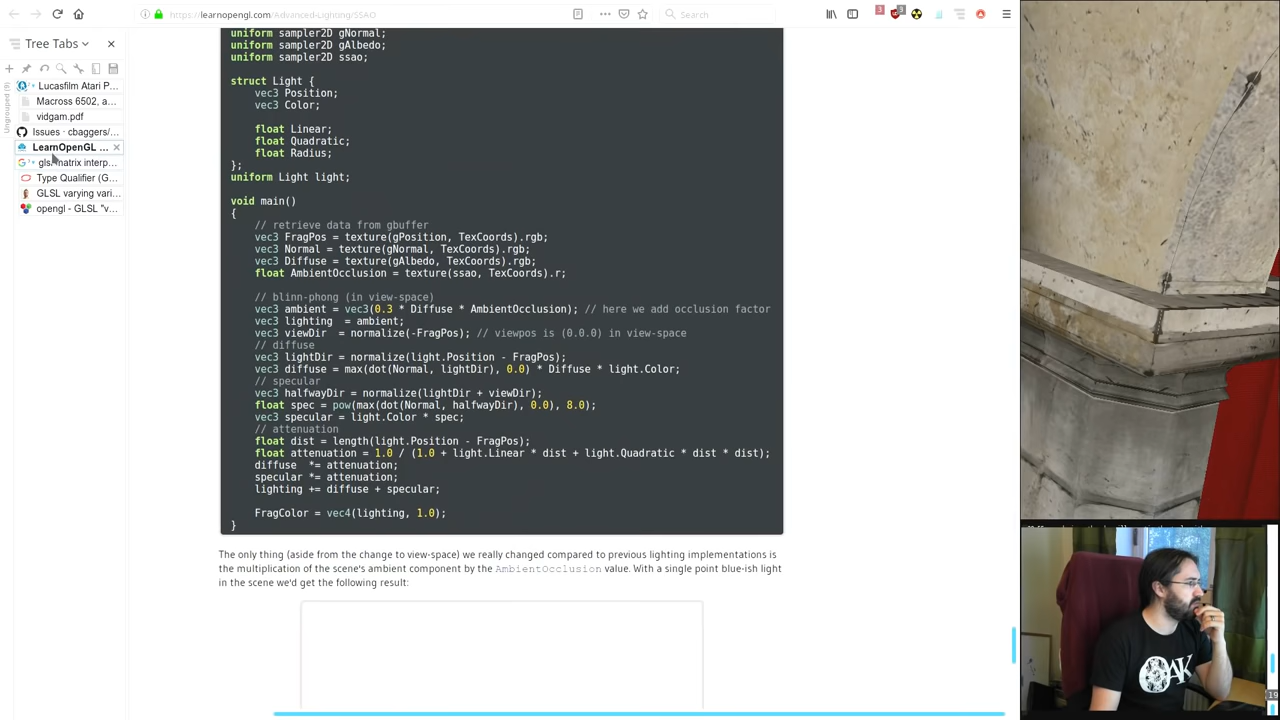 https://learnopengl.com/Advanced-Lighting/SSAO
Search
3
3
Tree Tabs
Ungrouped (9)
Lucasfilm Atari P...
Macross 6502, a...
vidgam.pdf
Issues · cbaggers/...
LearnOpenGL ...
glsl matrix interp...
Type Qualifier (G...
GLSL varying vari...
opengl - GLSL "v...
uniform sampler2D gNormal;
uniform sampler2D gAlbedo;
uniform sampler2D ssao;
struct Light {
vec3 Position;
vec3 Color;
float Linear;
float Quadratic;
float Radius;
};
uniform Light light;
void main()
{
// retrieve data from gbuffer
vec3 FragPos = texture(gPosition, TexCoords).rgb;
vec3 Normal = texture(gNormal, TexCoords).rgb;
vec3 Diffuse = texture(gAlbedo, TexCoords).rgb;
float AmbientOcclusion = texture(ssao, TexCoords).r;
// blinn-phong (in view-space)
vec3 ambient = vec3(0.3 * Diffuse * AmbientOcclusion); // here we add occlusion factor
vec3 lighting  = ambient;
vec3 viewDir  = normalize(-FragPos); // viewpos is (0.0.0) in view-space
// diffuse
vec3 lightDir = normalize(light.Position - FragPos);
vec3 diffuse = max(dot(Normal, lightDir), 0.0) * Diffuse * light.Color;
// specular
vec3 halfwayDir = normalize(lightDir + viewDir);
float spec = pow(max(dot(Normal, halfwayDir), 0.0), 8.0);
vec3 specular = light.Color * spec;
// attenuation
float dist = length(light.Position - FragPos);
float attenuation = 1.0 / (1.0 + light.Linear * dist + light.Quadratic * dist * dist);
diffuse  *= attenuation;
specular *= attenuation;
lighting += diffuse + specular;
FragColor = vec4(lighting, 1.0);
}
The only thing (aside from the change to view-space) we really changed compared to previous lighting implementations is
the multiplication of the scene's ambient component by the AmbientOcclusion value. With a single point blue-ish light
in the scene we'd get the following result:
OAK
19